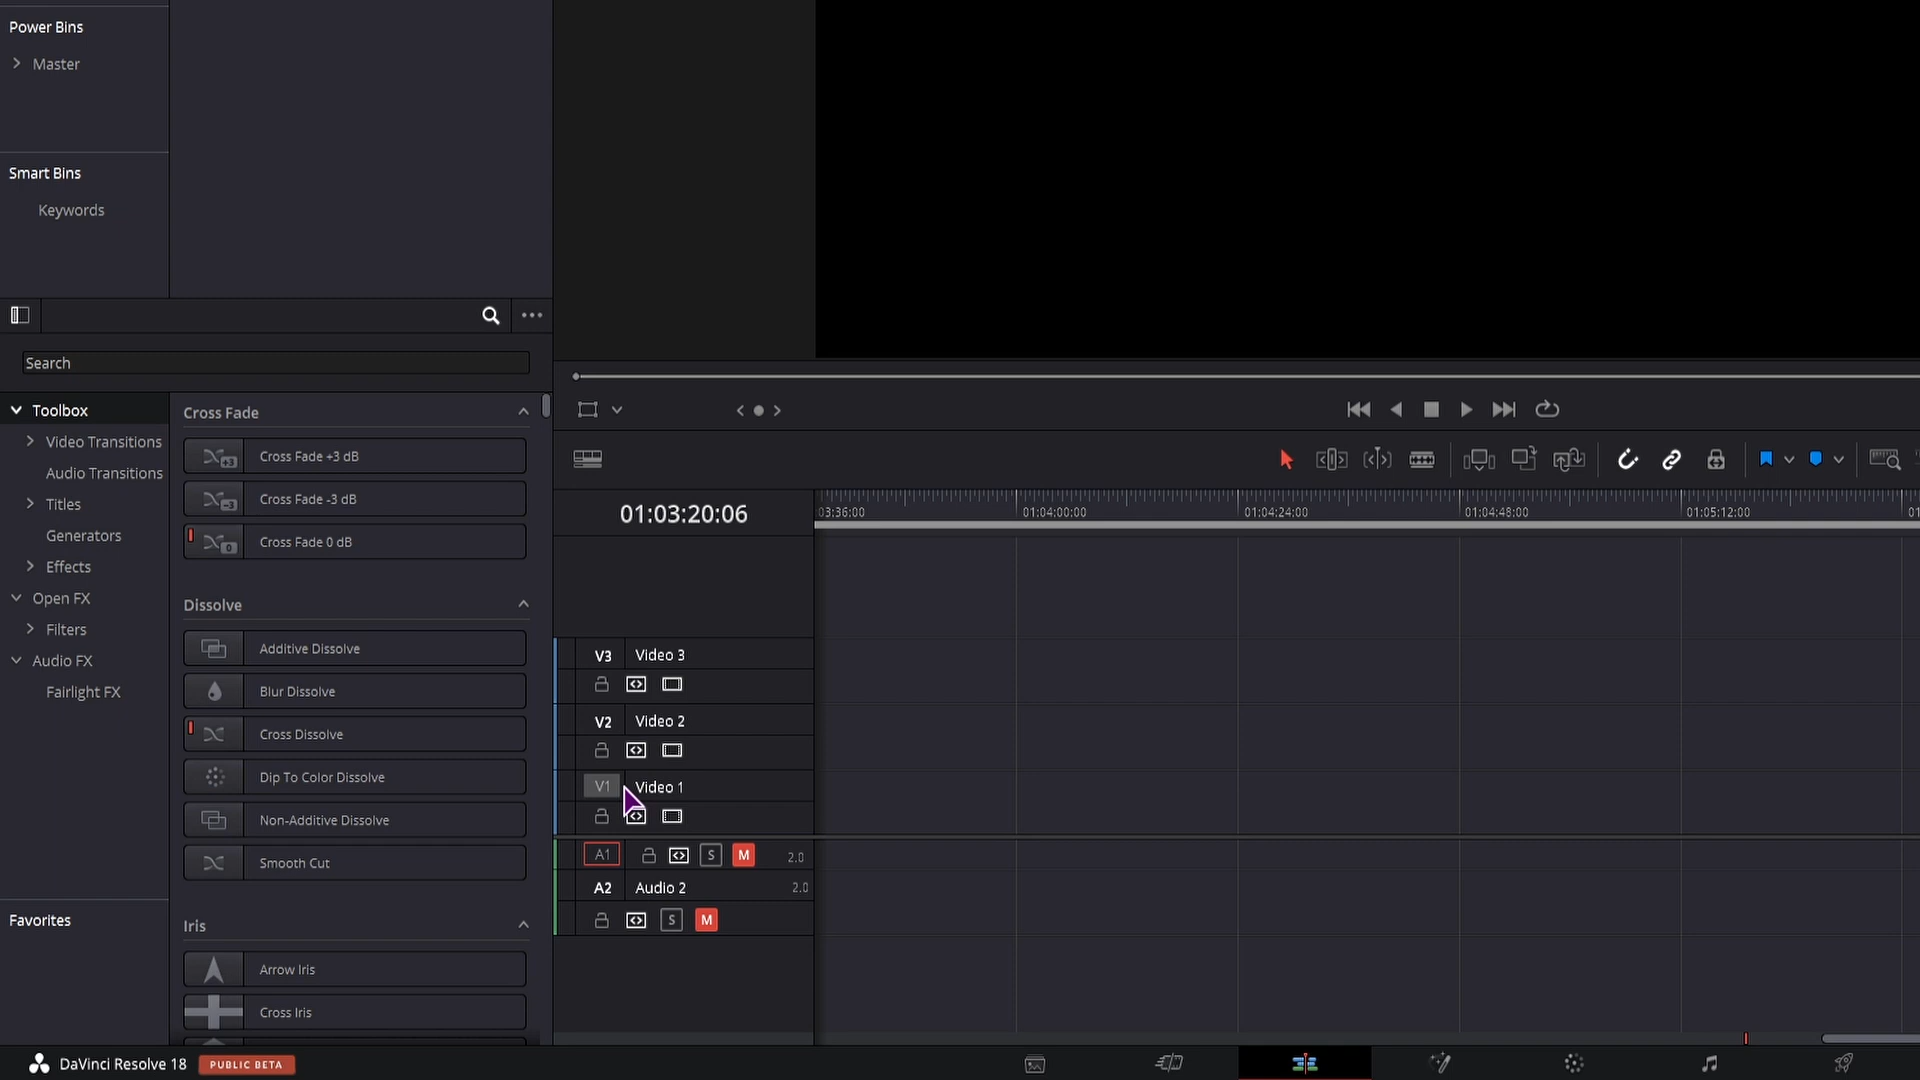 Power Bins
Master
Smart Bins
Keywords
Search
Toolbox
Video Transitions
Audio Transitions
Titles
Generators
Effects
Open FX
Filters
Audio FX
Fairlight FX
Favorites
Cross Fade
+3
Cross Fade +3 dB
-3
Cross Fade -3 dB
0
Cross Fade 0 dB
Dissolve
Additive Dissolve
Blur Dissolve
Cross Dissolve
Dip To Color Dissolve
Non-Additive Dissolve
Smooth Cut
Iris
Arrow Iris
Cross Iris
01:03:20:06
03:36:00
01:04:00:00
01:04:24:00
01:04:48:00
01:05:12:00
01
V3 Video 3
V2 Video 2
V1 Video 1
A1 S M 2.0
A2 Audio 2 2.0
S M
DaVinci Resolve 18 PUBLIC BETA